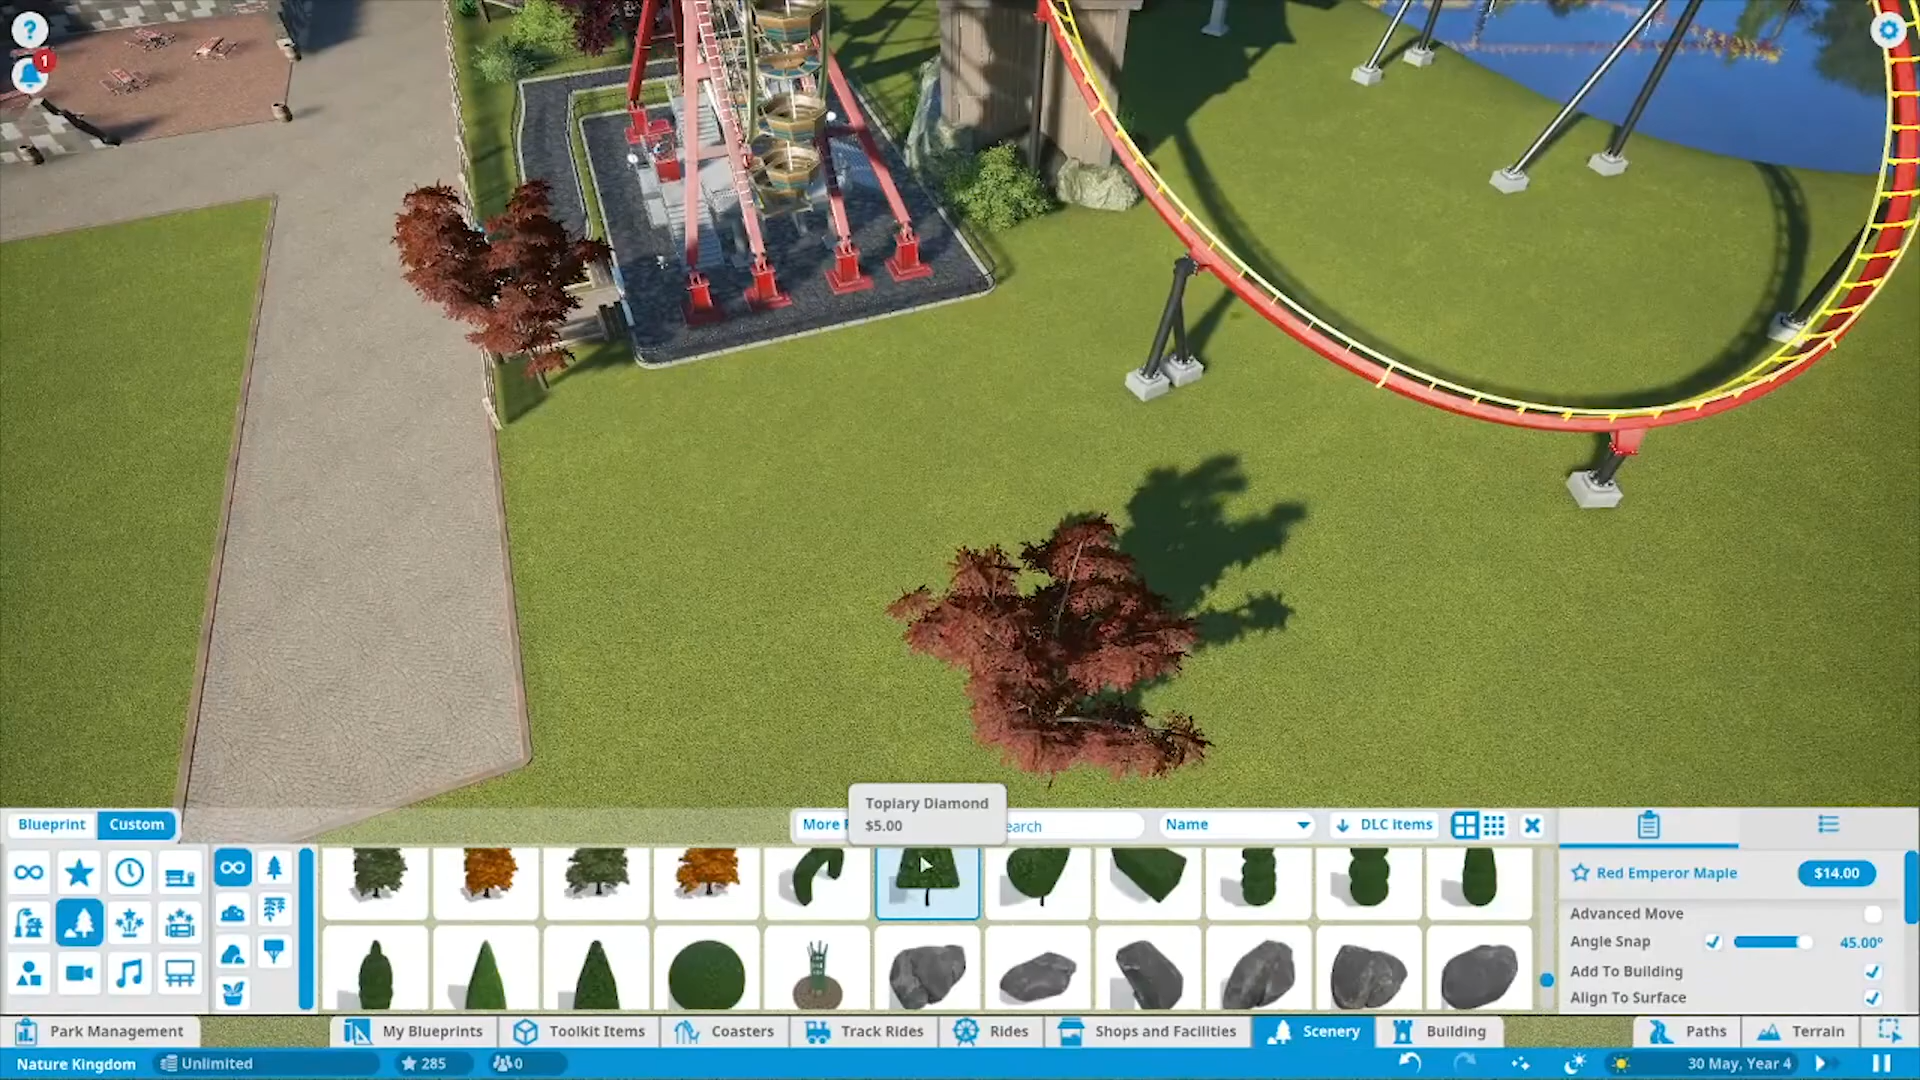 ?
1
Topiary Diamond
$5.00
Blueprint
Custom
More
earch
Name
DLC items
Red Emperor Maple
$14.00
Advanced Move
Angle Snap
45.00°
Add To Building
Align To Surface
Park Management
My Blueprints
Toolkit Items
Coasters
Track Rides
Rides
Shops and Facilities
Scenery
Building
Paths
Terrain
Nature Kingdom
Unlimited
285
0
30 May, Year 4